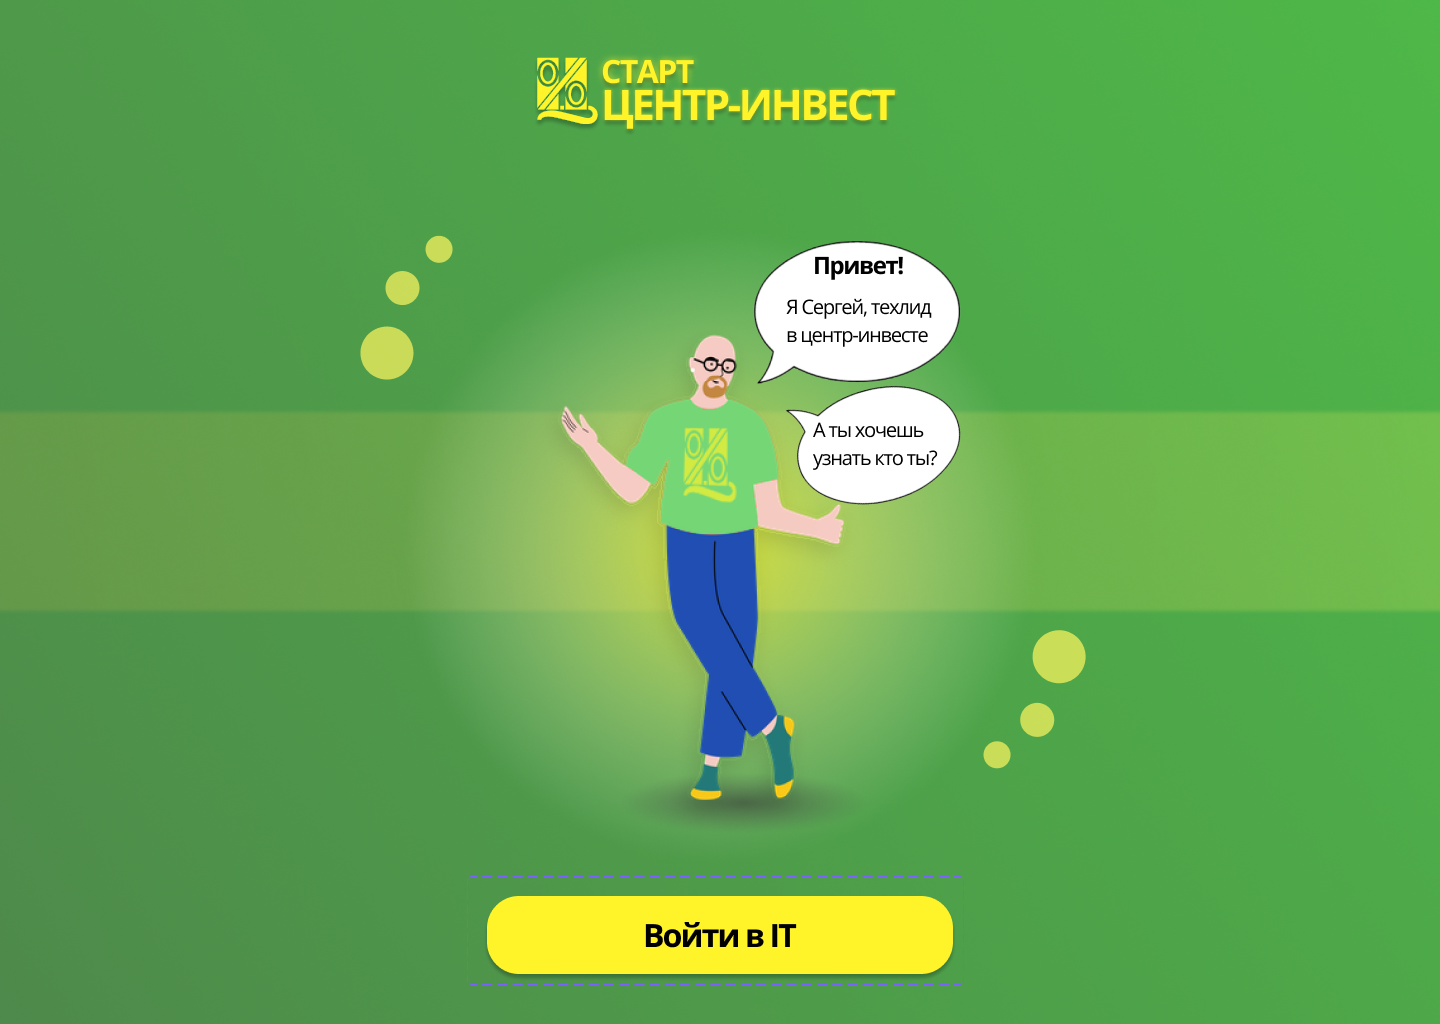 СТАРТ
ЦЕНТР-ИНВЕСТ
Привет!
Я Сергей, техлид
в центр-инвесте
А ты хочешь
узнать кто ты?
Войти в IT